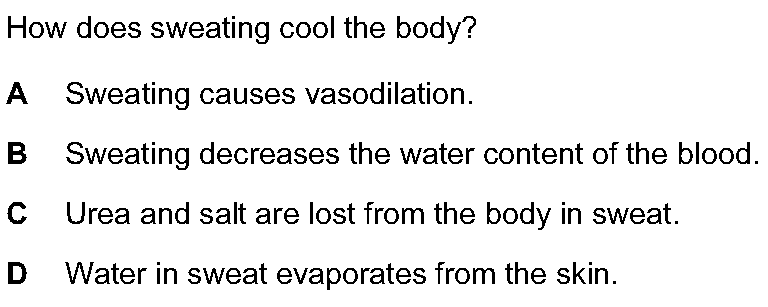 How does sweating cool the body?
A Sweating causes vasodilation.
B Sweating decreases the water content of the blood.
C Urea and salt are lost from the body in sweat.
D Water in sweat evaporates from the skin.